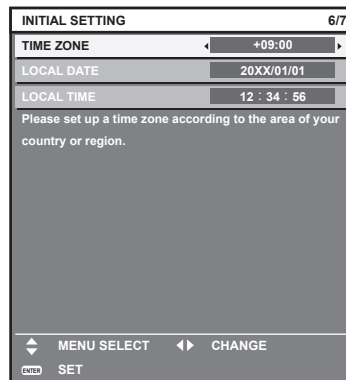 INITIAL SETTING 6/7
TIME ZONE +09:00
LOCAL DATE 20XX/01/01
LOCAL TIME 12 : 34 : 56
Please set up a time zone according to the area of your
country or region.
MENU SELECT CHANGE
ENTER SET